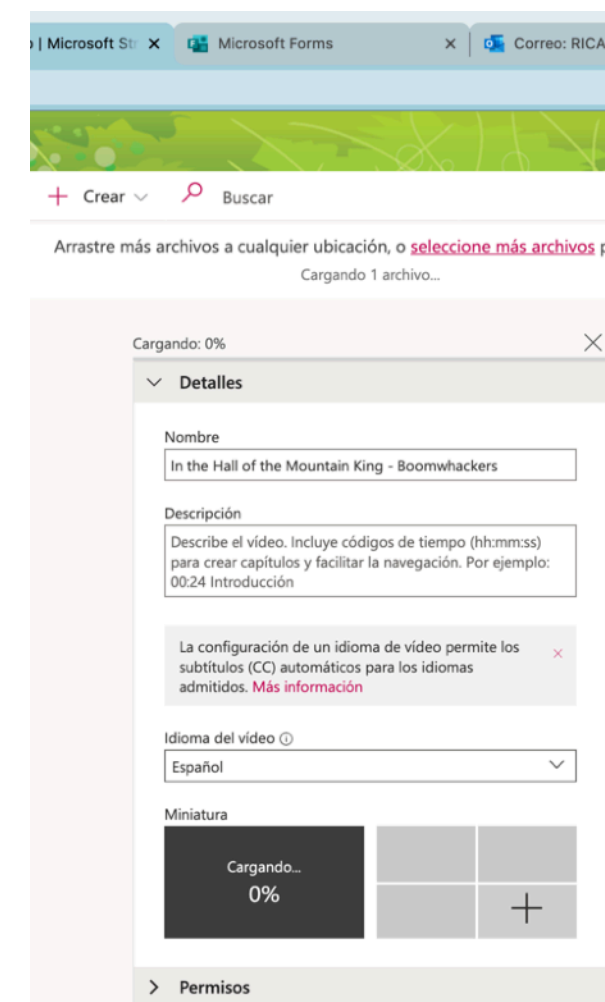 | Microsoft Str
Microsoft Forms
Correo: RICA
Crear
Buscar
Arrastre más archivos a cualquier ubicación, o seleccione más archivos p
Cargando 1 archivo...
Cargando: 0%
Detalles
Nombre
In the Hall of the Mountain King - Boomwhackers
Descripción
Describe el vídeo. Incluye códigos de tiempo (hh:mm:ss)
para crear capítulos y facilitar la navegación. Por ejemplo:
00:24 Introducción
La configuración de un idioma de vídeo permite los
subtítulos (CC) automáticos para los idiomas
admitidos. Más información
Idioma del vídeo
Español
Miniatura
Cargando...
0%
Permisos